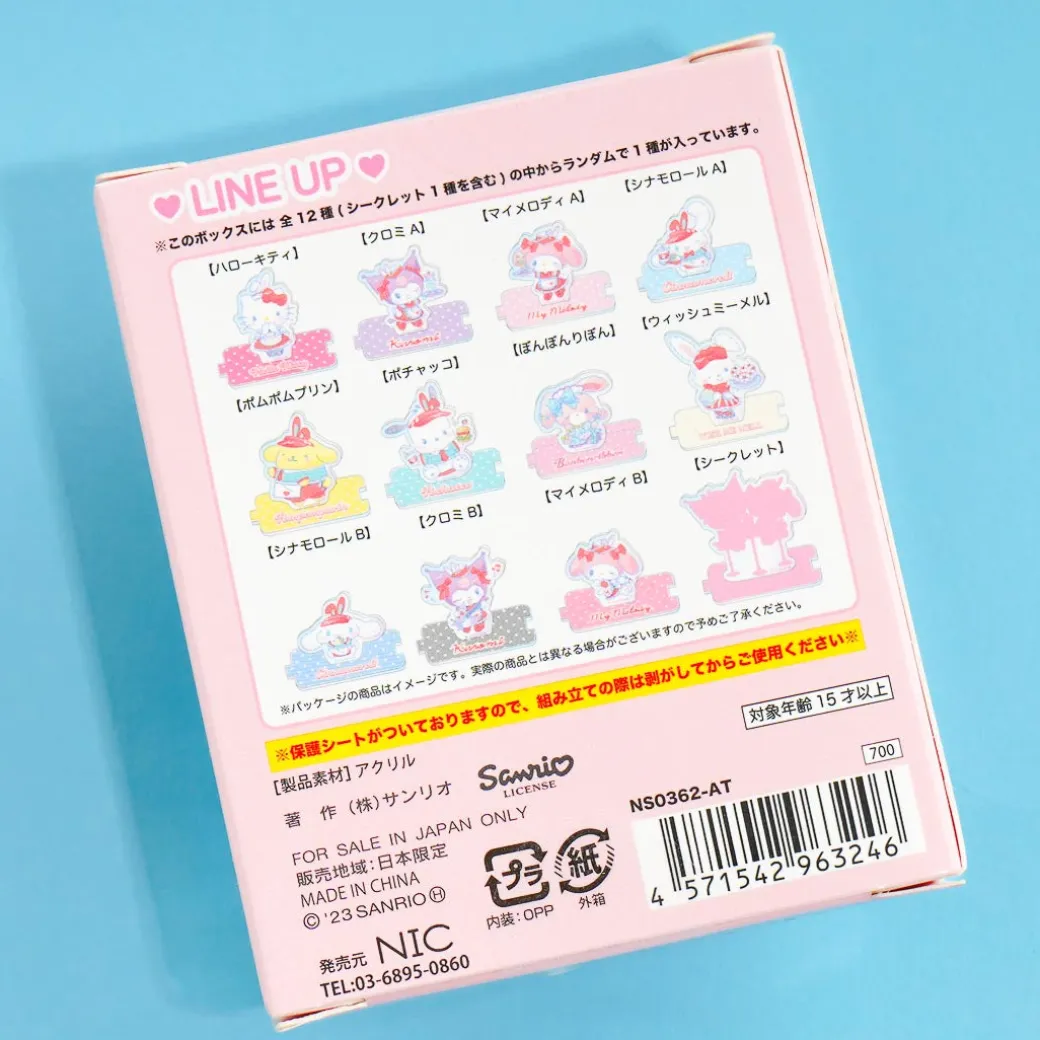 ♥ LINE UP ♥
※このボックスには 全12種 (シークレット1種を含む) の中からランダムで1種が入っています。
【ハローキティ】
【クロミ A】
【マイメロディ A】
【シナモロール A】
Kuromi
My Melody
【ポムポムプリン】
【ポチャッコ】
【ぼんぼんりぼん】
【ウィッシュミーメル】
WISH ME MELL
【シナモロール B】
【クロミ B】
【マイメロディ B】
【シークレット】
Kuromi
My Melody
※パッケージの商品はイメージです。実際の商品とは異なる場合がございますので予めご了承ください。
※保護シートがついておりますので、組み立ての際は剥がしてからご使用ください※
対象年齢15才以上
[製品素材] アクリル
著 作 (株)サンリオ
Sanrio
LICENSE
700
NS0362-AT
FOR SALE IN JAPAN ONLY
販売地域:日本限定
MADE IN CHINA
© '23 SANRIO Ⓗ
プラ
内装:OPP
紙
外箱
4 571542 963246
発売元 NIC
TEL:03-6895-0860